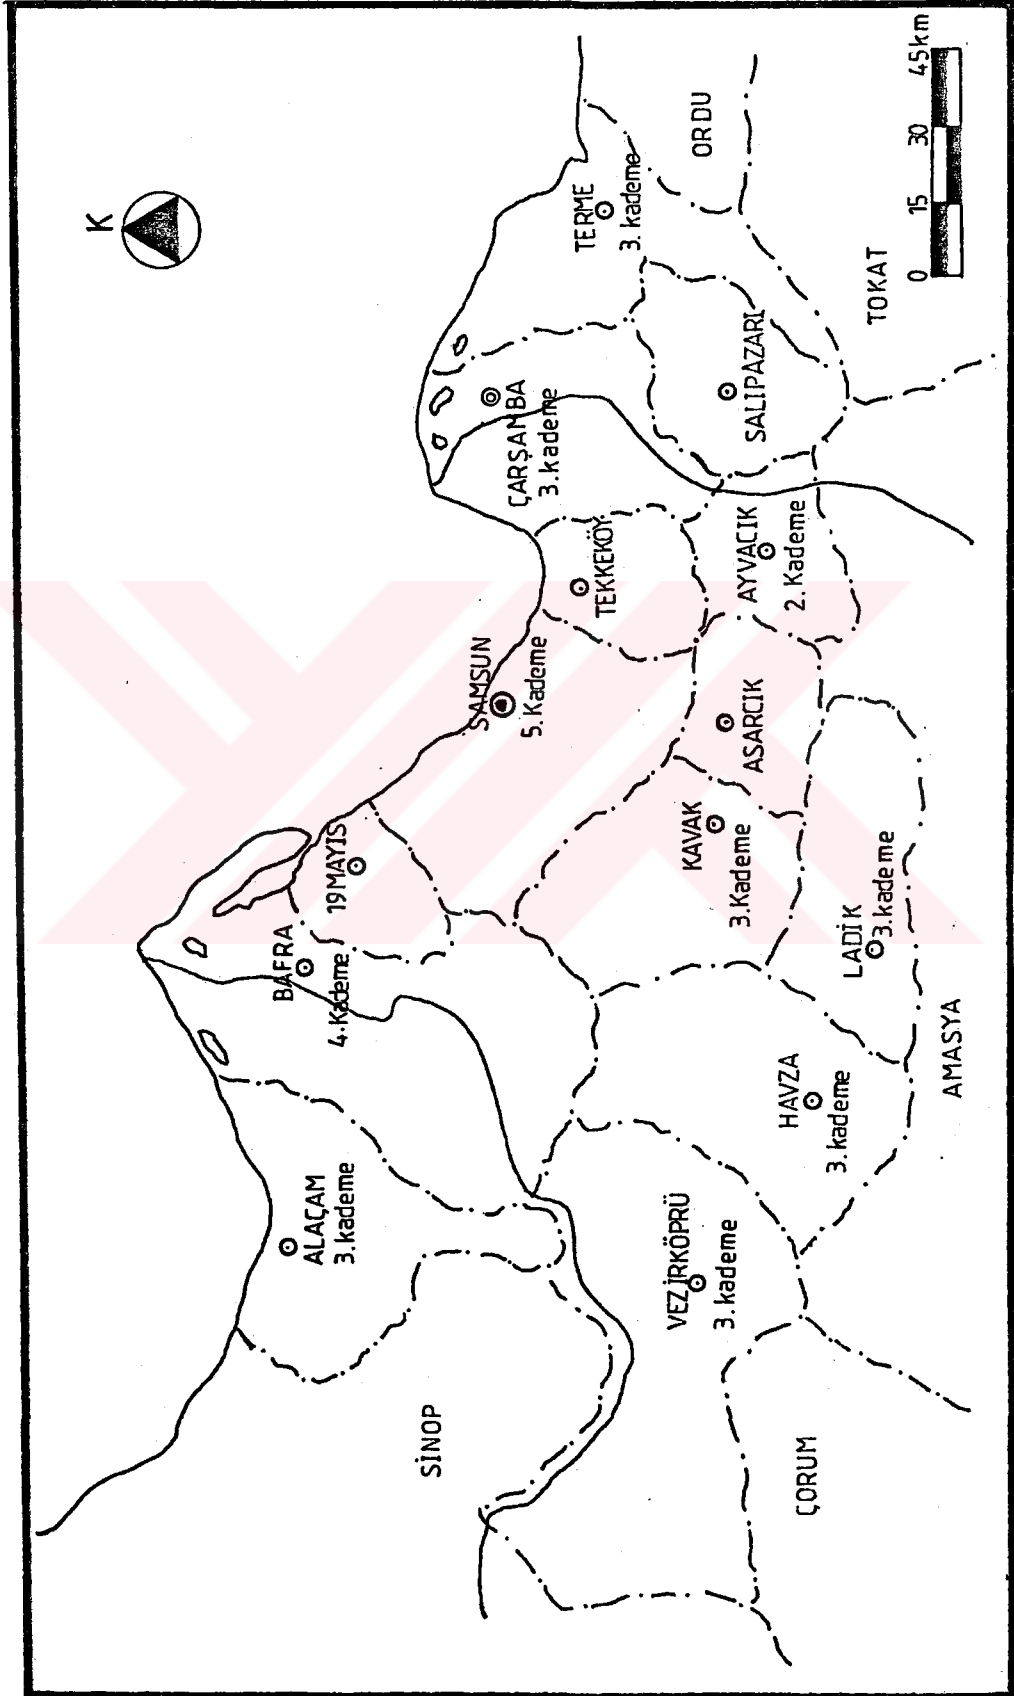 K
ALAÇAM
3.kademe
BAFRA
4.Kademe
19MAYIS
SİNOP
SAMSUN
5. Kademe
ÇARŞAMBA
3.kademe
TERME
3. kademe
TEKKEKÖY
ORDU
VEZİRKÖPRÜ
3. kademe
KAVAK
3.Kademe
ASARCIK
AYVACIK
2. Kademe
SALIPAZARI
HAVZA
3. kademe
LADİK
3.kademe
ÇORUM
AMASYA
TOKAT
0 15 30 45km